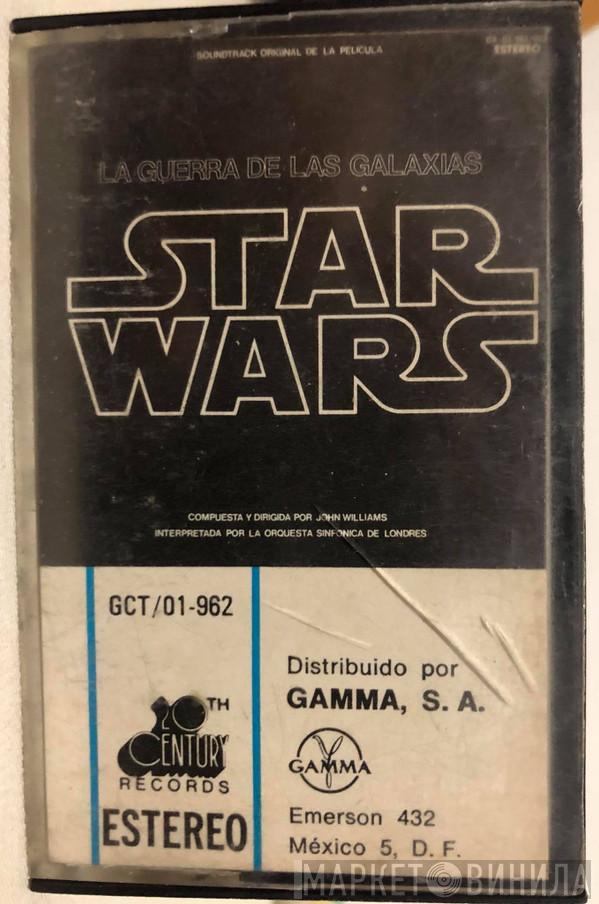 SOUNDTRACK ORIGINAL DE LA PELICULA
ESTEREO
LA GUERRA DE LAS GALAXIAS
STAR
WARS
COMPUESTA Y DIRIGIDA POR JOHN WILLIAMS
INTERPRETADA POR LA ORQUESTA SINFONICA DE LONDRES
GCT/01-962
20TH
CENTURY
RECORDS
ESTEREO
Distribuido por
GAMMA, S. A.
GAMMA
Emerson 432
México 5, D. F.
МАРКЕТ ВИНИЛА